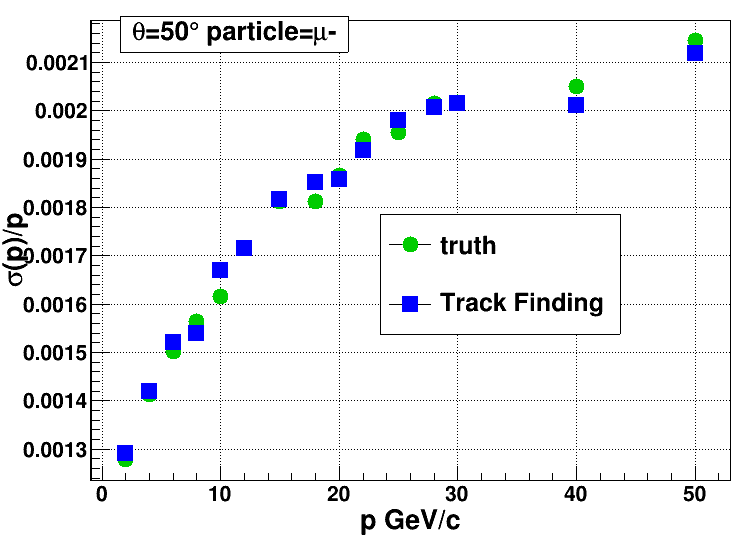 θ=50° particle=μ-
0.0021
0.002
0.0019
0.0018
0.0017
0.0016
0.0015
0.0014
0.0013
σ(p)/p
truth
Track Finding
0 10 20 30 40 50
p GeV/c